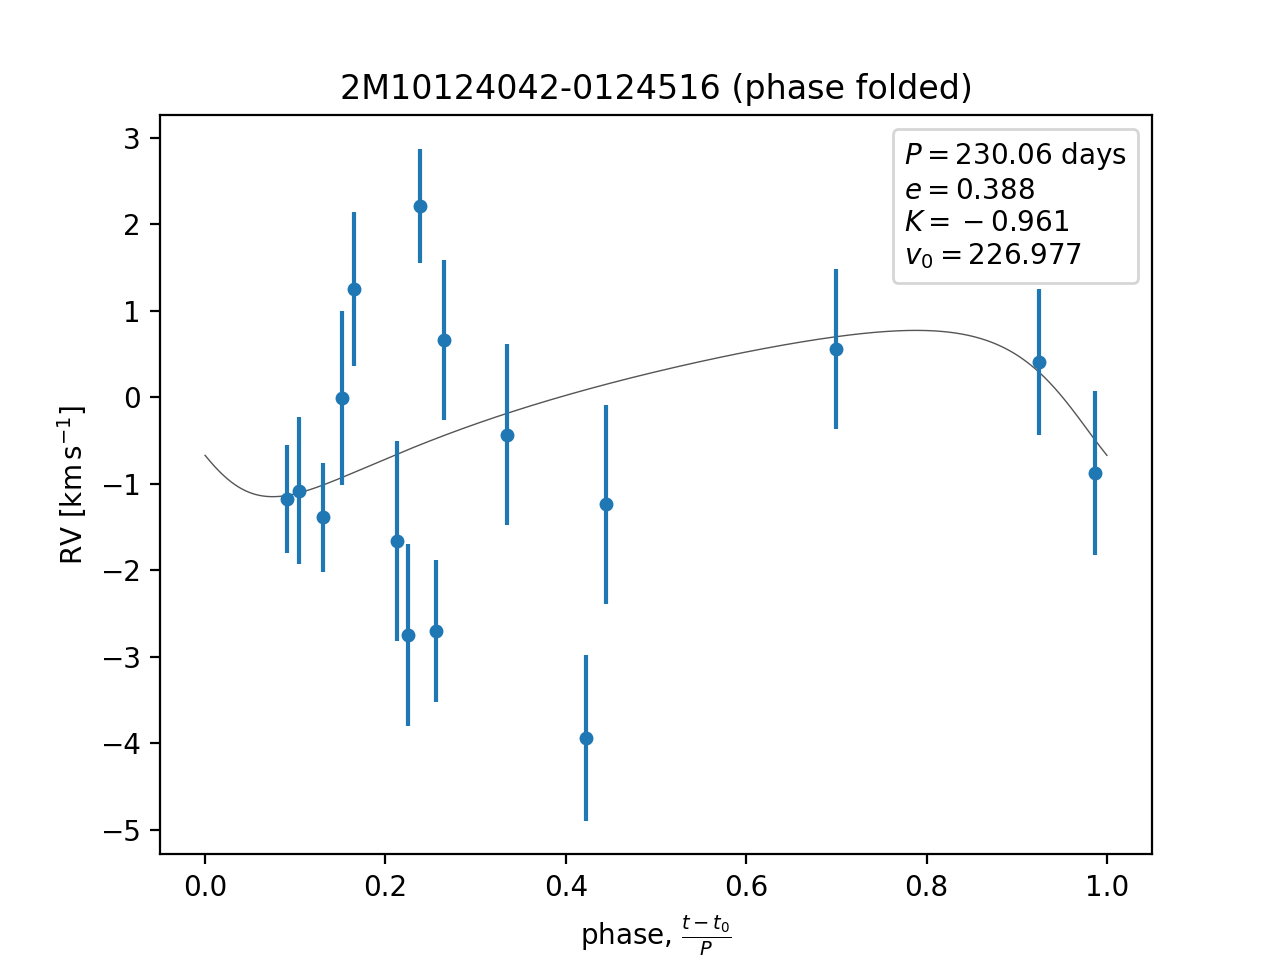 2M10124042-0124516 (phase folded)
P = 230.06 days
e = 0.388
K = −0.961
v₀ = 226.977
3
2
1
0
−1
−2
−3
−4
−5
RV [km s⁻¹]
0.0 0.2 0.4 0.6 0.8 1.0
phase, (t − t₀)/P